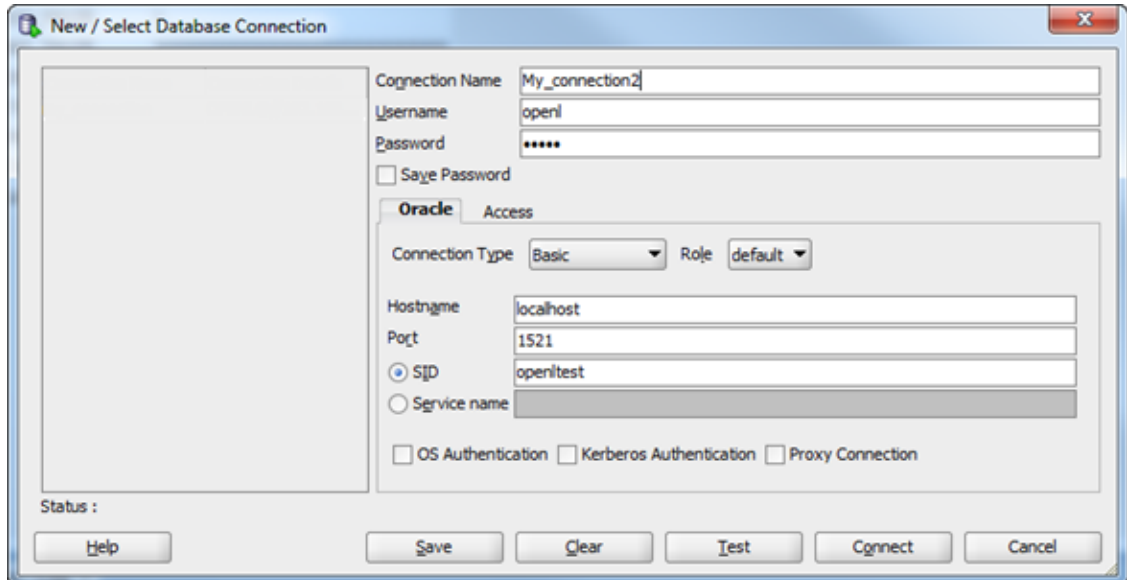 New / Select Database Connection
Connection Name My_connection2
Username openl
Password •••••
Save Password
Oracle Access
Connection Type Basic Role default
Hostname localhost
Port 1521
SID openltest
Service name
OS Authentication Kerberos Authentication Proxy Connection
Status :
Help Save Clear Test Connect Cancel